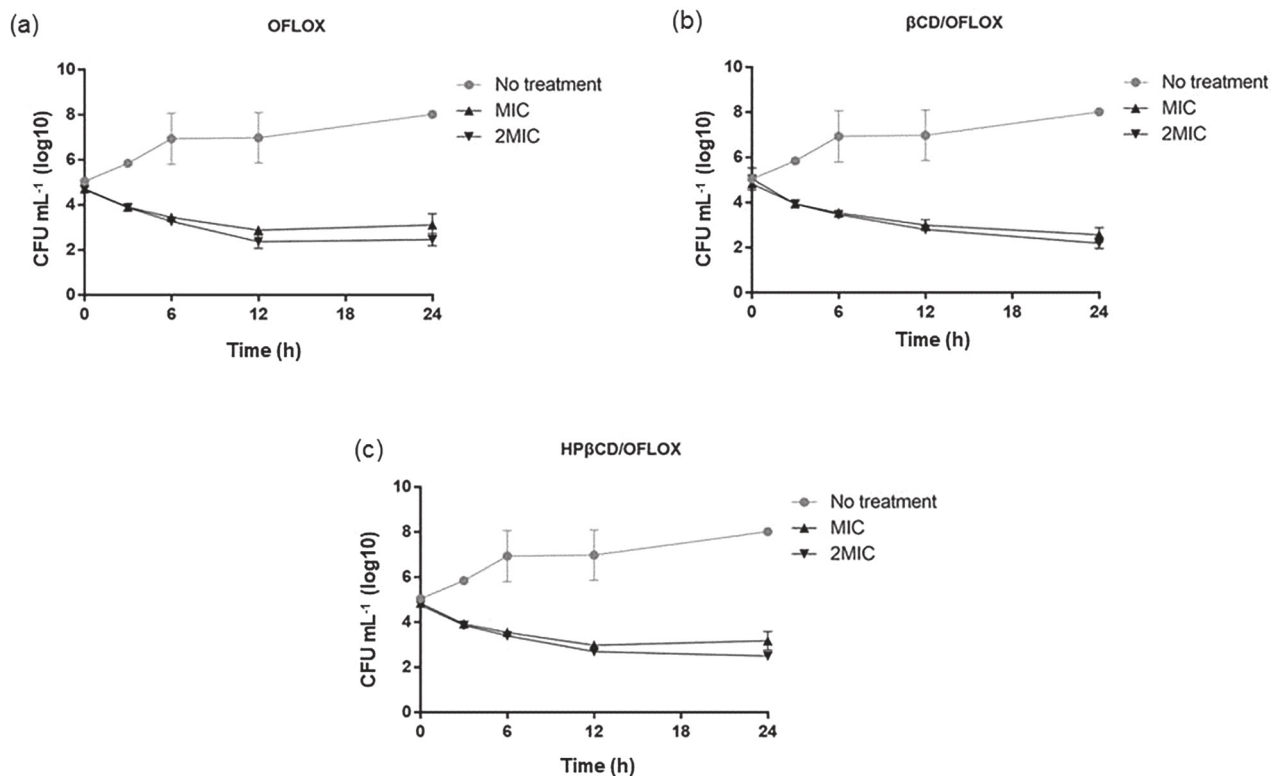 (a)
OFLOX
10
8
6
4
2
0
CFU mL⁻¹ (log10)
0 6 12 18 24
Time (h)
No treatment
MIC
2MIC
(b)
βCD/OFLOX
10
8
6
4
2
0
CFU mL⁻¹ (log10)
0 6 12 18 24
Time (h)
No treatment
MIC
2MIC
(c)
HPβCD/OFLOX
10
8
6
4
2
0
CFU mL⁻¹ (log10)
0 6 12 18 24
Time (h)
No treatment
MIC
2MIC